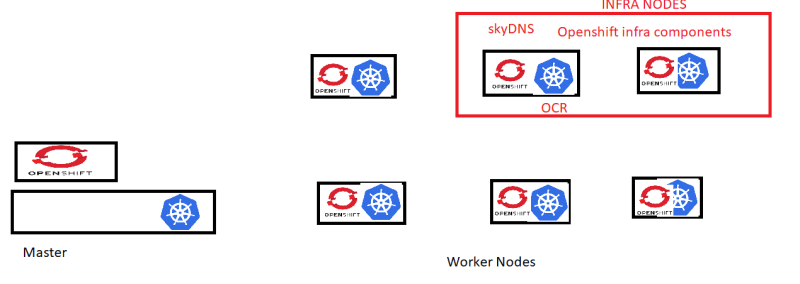 INFRA NODES
skyDNS
Openshift infra components
OPENSHIFT
OPENSHIFT
OPENSHIFT
OCR
OPENSHIFT
OPENSHIFT
OPENSHIFT
OPENSHIFT
Master
Worker Nodes